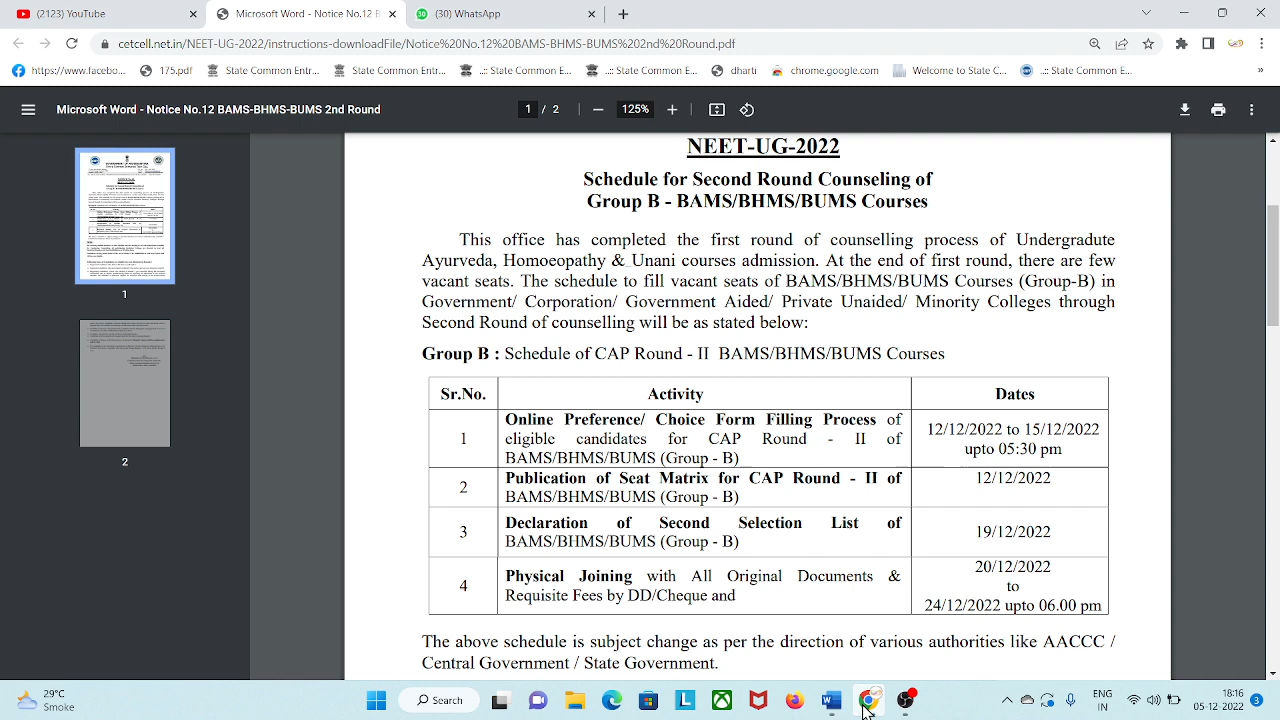 (2123) YouTube
Microsoft Word - Notice No.12 B
(30) WhatsApp
cetcell.net.in/NEET-UG-2022/instructions-downloadFile/Notice%20No.12%20BAMS-BHMS-BUMS%202nd%20Round.pdf
https://www.facebo...
175.pdf
State Common Entr...
State Common Entr...
.:: State Common E...
.:: State Common E...
dharti
chrome.google.com
Welcome to State C...
.:: State Common E...
»
Microsoft Word - Notice No.12 BAMS-BHMS-BUMS 2nd Round
1 / 2
125%
1
2
NEET-UG-2022
Schedule for Second Round Counseling of
Group B - BAMS/BHMS/BUMS Courses
This office has completed the first round of counselling process of Undergradute
Ayurveda, Homeopathy & Unani courses admission. At the end of first round, there are few
vacant seats. The schedule to fill vacant seats of BAMS/BHMS/BUMS Courses (Group-B) in
Government/ Corporation/ Government Aided/ Private Unaided/ Minority Colleges through
Second Round of counselling will be as stated below:
Schedule of CAP Round - II BAMS/BHMS/BUMS Courses
Sr.No. Activity Dates
1 Online Preference/ Choice Form Filling Process of
eligible candidates for CAP Round - II of
BAMS/BHMS/BUMS (Group - B)
12/12/2022 to 15/12/2022
upto 05:30 pm
2 Publication of Seat Matrix for CAP Round - II of
BAMS/BHMS/BUMS (Group - B)
12/12/2022
3 Declaration of Second Selection List of
BAMS/BHMS/BUMS (Group - B)
19/12/2022
4 Physical Joining with All Original Documents &
Requisite Fees by DD/Cheque and
20/12/2022
to
24/12/2022 upto 06.00 pm
The above schedule is subject change as per the direction of various authorities like AACCC /
Central Government / State Government.
29°C
Smoke
Search
ENG
IN
18:16
05-12-2022
3